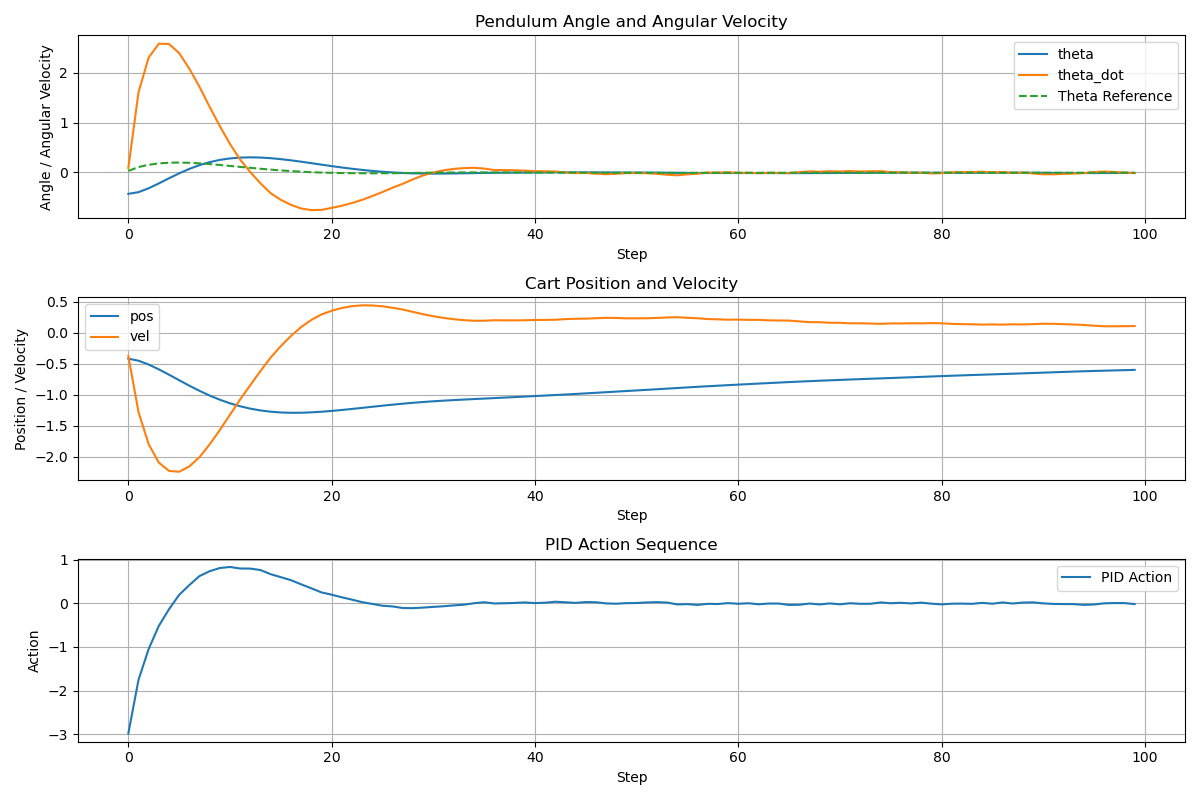 Pendulum Angle and Angular Velocity
Angle / Angular Velocity
2
1
0
theta
theta_dot
Theta Reference
0 20 40 60 80 100
Step
Cart Position and Velocity
Position / Velocity
0.5
0.0
−0.5
−1.0
−1.5
−2.0
pos
vel
0 20 40 60 80 100
Step
PID Action Sequence
Action
1
0
−1
−2
−3
PID Action
0 20 40 60 80 100
Step